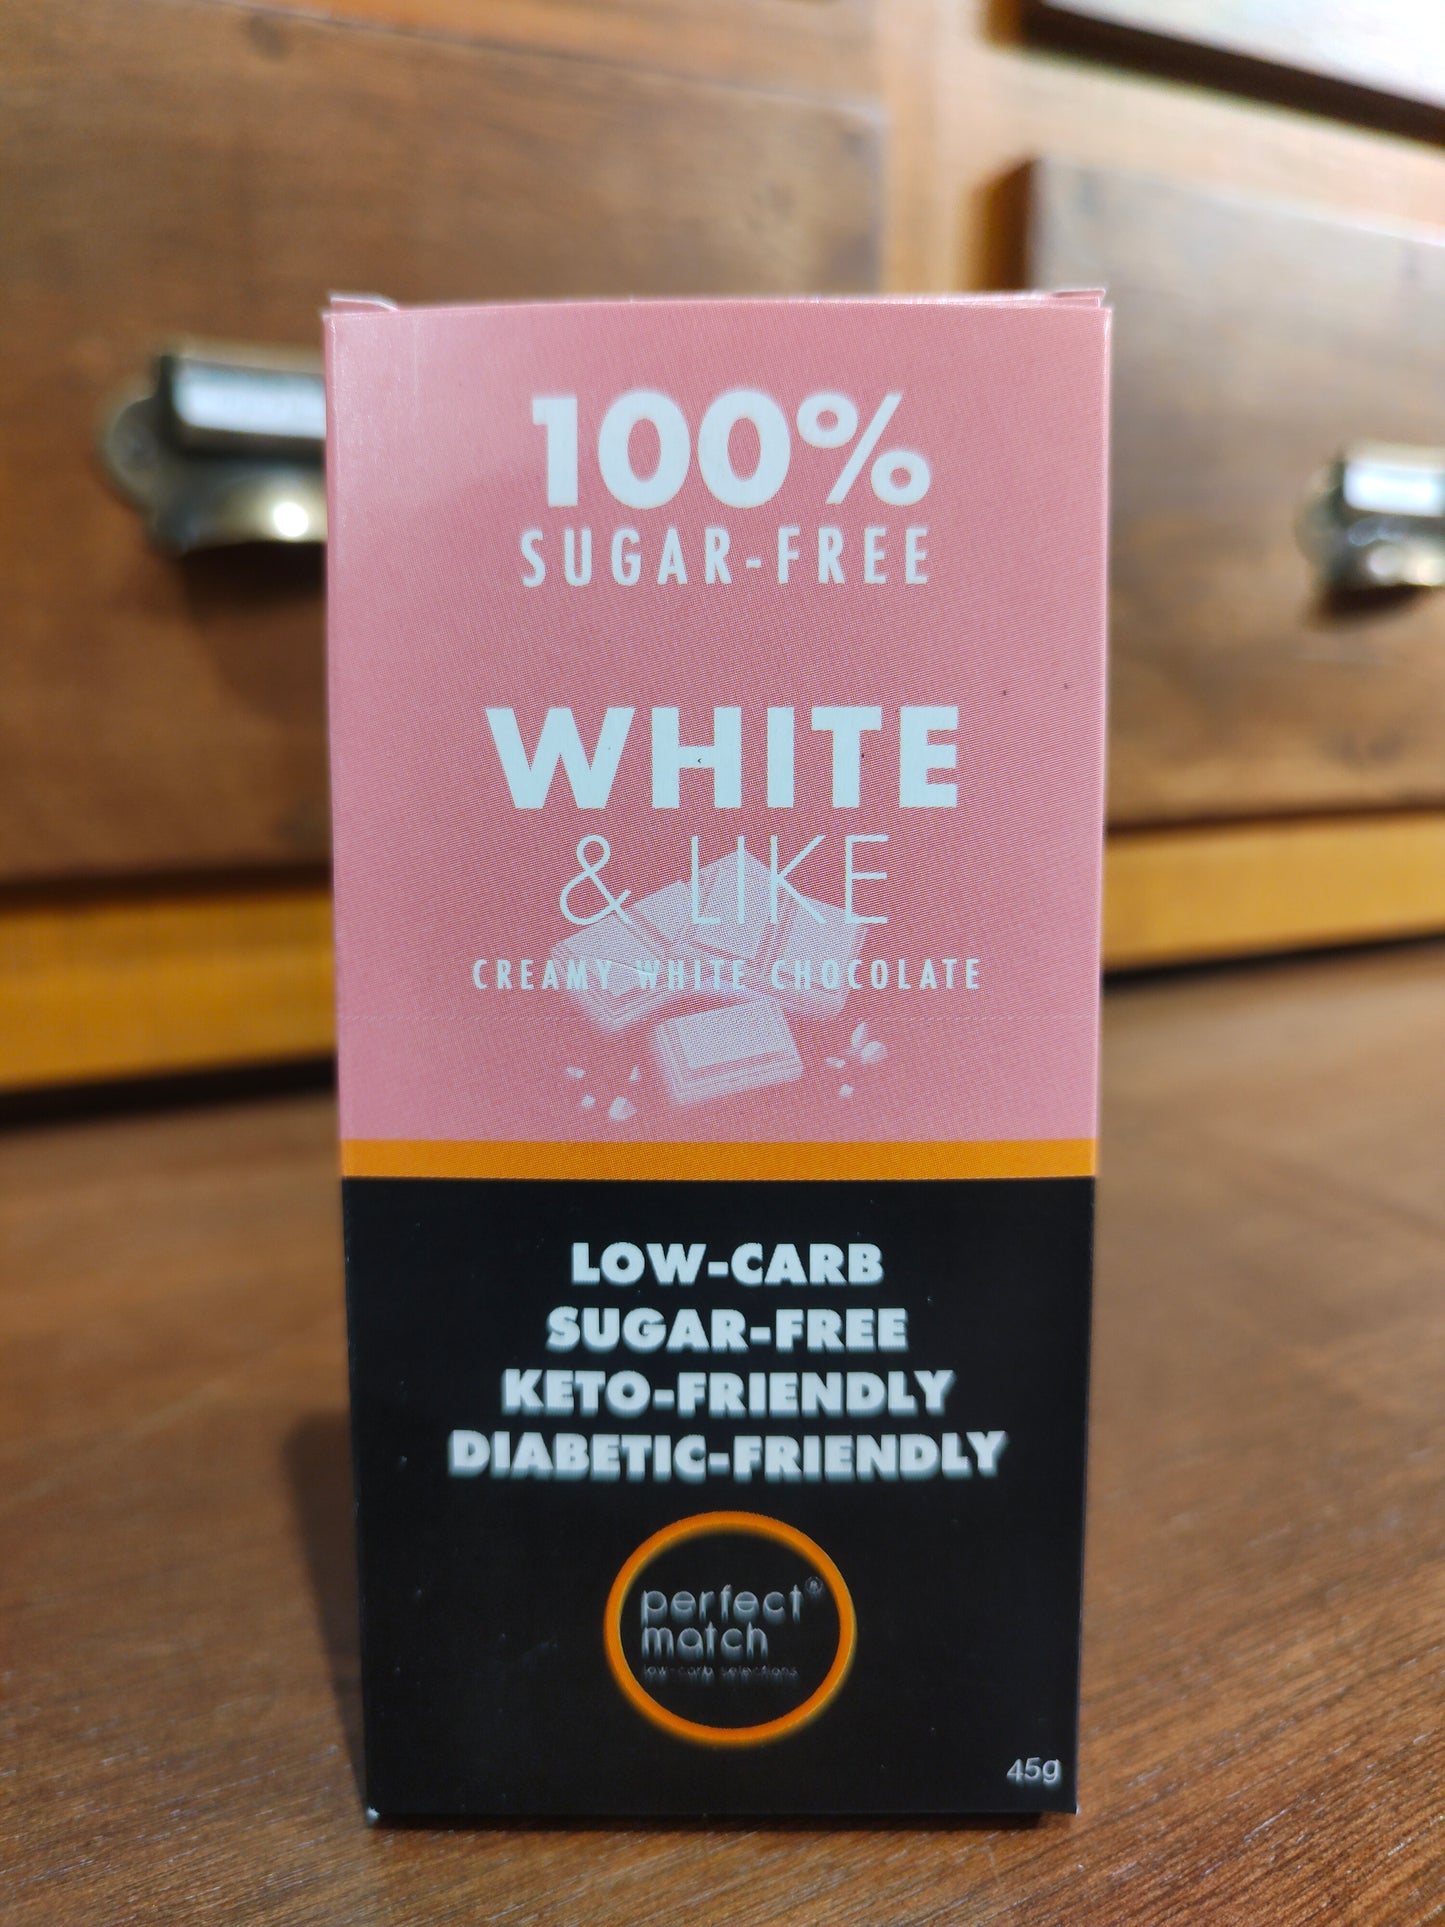 100%
SUGAR-FREE
WHITE
& LIKE
CREAMY WHITE CHOCOLATE
LOW-CARB
SUGAR-FREE
KETO-FRIENDLY
DIABETIC-FRIENDLY
perfect®
match
low-carb selections
45g